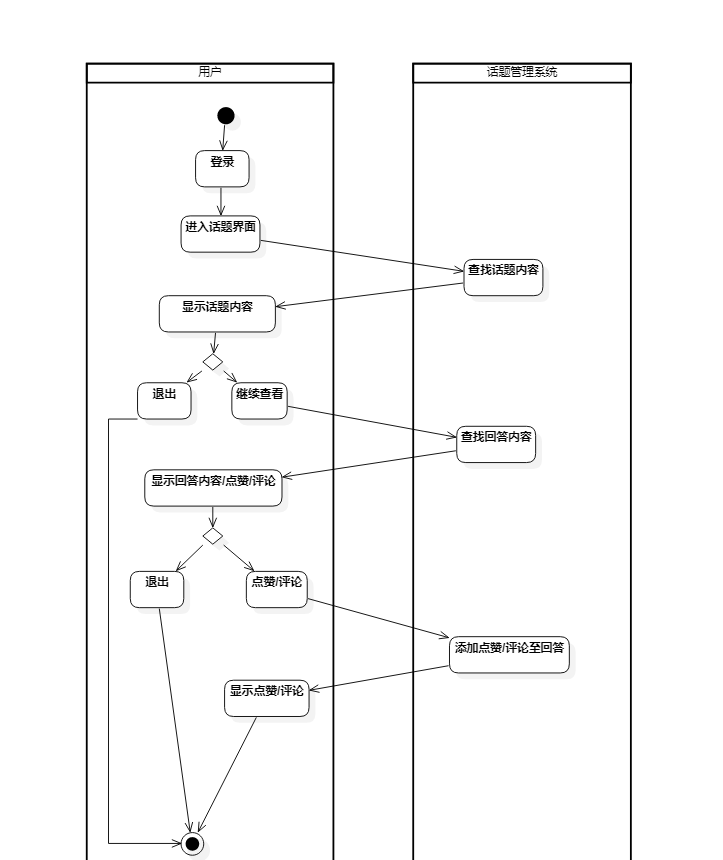 用户
话题管理系统
登录
进入话题界面
查找话题内容
显示话题内容
退出
继续查看
查找回答内容
显示回答内容/点赞/评论
退出
点赞/评论
添加点赞/评论至回答
显示点赞/评论